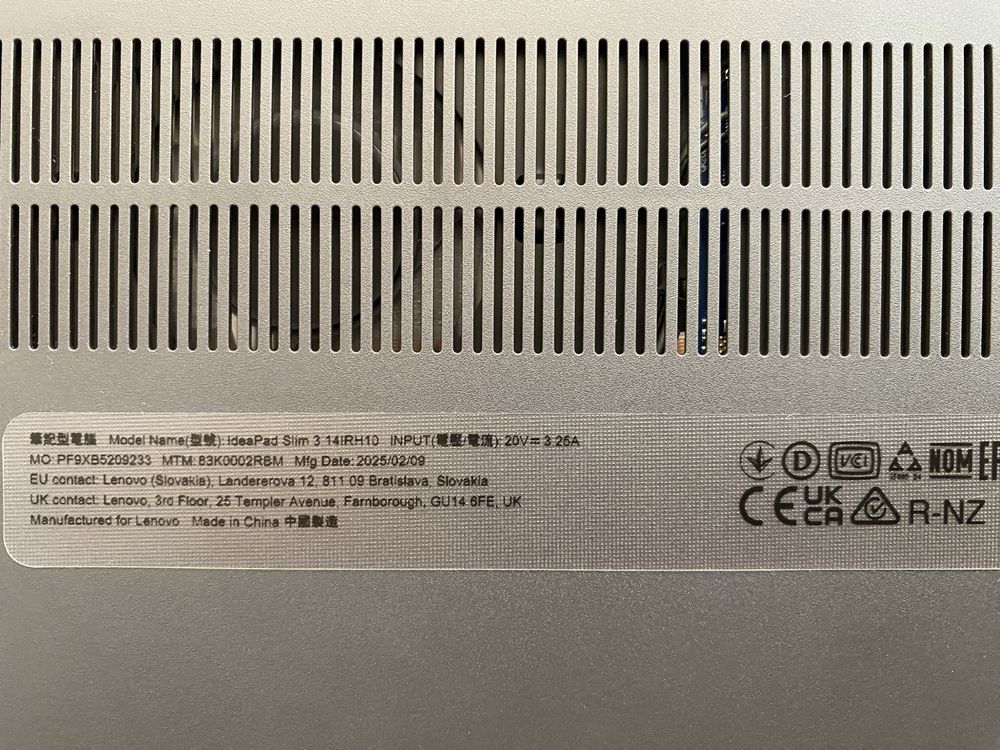 筆記型電腦 Model Name(型號): IdeaPad Slim 3 14IRH10 INPUT(電壓/電流): 20V⎓ 3.25A
MO: PF9XB5209233 MTM: 83K0002RBM Mfg Date: 2025/02/09
EU contact: Lenovo (Slovakia), Landererova 12, 811 09 Bratislava, Slovakia
UK contact: Lenovo, 3rd Floor, 25 Templer Avenue, Farnborough, GU14 6FE, UK
Manufactured for Lenovo Made in China 中國製造
D VCI NOM
CE UK CA R-NZ